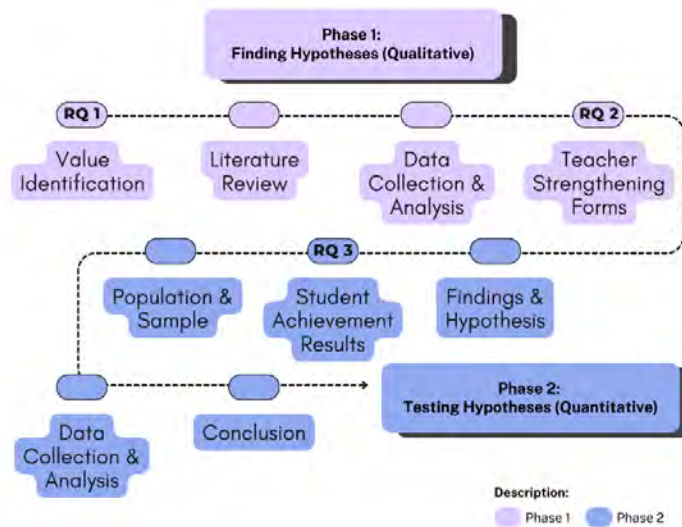 Phase 1:
Finding Hypotheses (Qualitative)
RQ 1
RQ 2
Value
Identification
Literature
Review
Data
Collection &
Analysis
Teacher
Strengthening
Forms
RQ 3
Population &
Sample
Student
Achievement
Results
Findings &
Hypothesis
Data
Collection &
Analysis
Conclusion
Phase 2:
Testing Hypotheses (Quantitative)
Description:
Phase 1
Phase 2